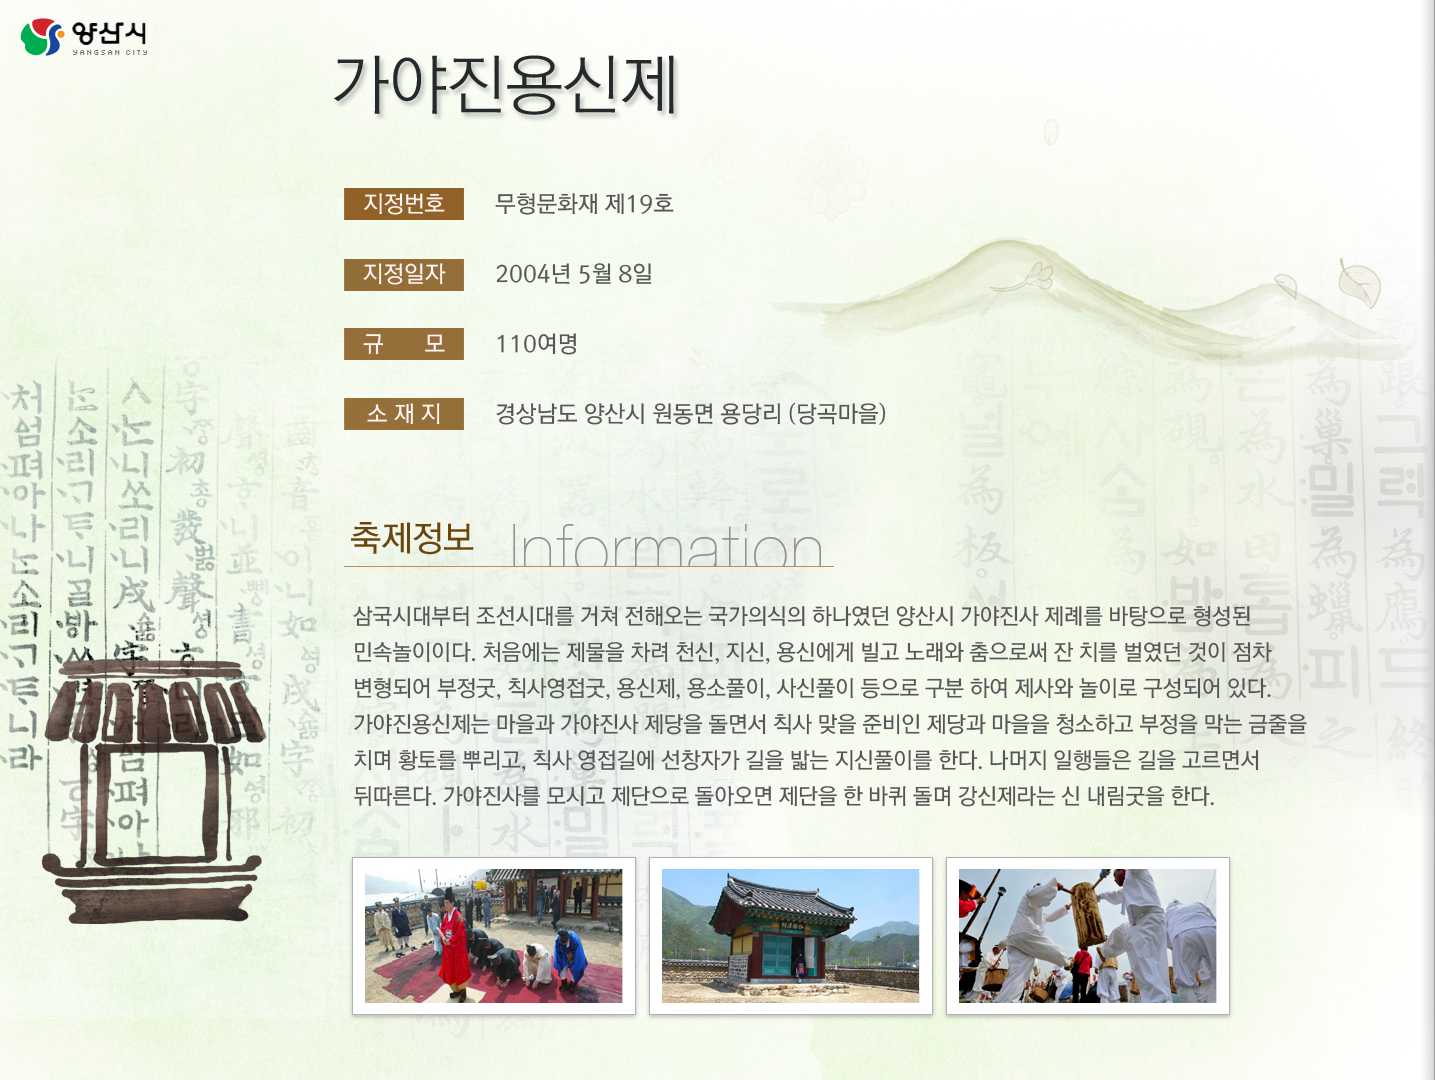 양산시
YANGSAN CITY
가야진용신제
지정번호 무형문화재 제19호
지정일자 2004년 5월 8일
규 모 110여명
소 재 지 경상남도 양산시 원동면 용당리 (당곡마을)
축제정보 Information
삼국시대부터 조선시대를 거쳐 전해오는 국가의식의 하나였던 양산시 가야진사 제례를 바탕으로 형성된
민속놀이이다. 처음에는 제물을 차려 천신, 지신, 용신에게 빌고 노래와 춤으로써 잔 치를 벌였던 것이 점차
변형되어 부정굿, 칙사영접굿, 용신제, 용소풀이, 사신풀이 등으로 구분 하여 제사와 놀이로 구성되어 있다.
가야진용신제는 마을과 가야진사 제당을 돌면서 칙사 맞을 준비인 제당과 마을을 청소하고 부정을 막는 금줄을
치며 황토를 뿌리고, 칙사 영접길에 선창자가 길을 밟는 지신풀이를 한다. 나머지 일행들은 길을 고르면서
뒤따른다. 가야진사를 모시고 제단으로 돌아오면 제단을 한 바퀴 돌며 강신제라는 신 내림굿을 한다.